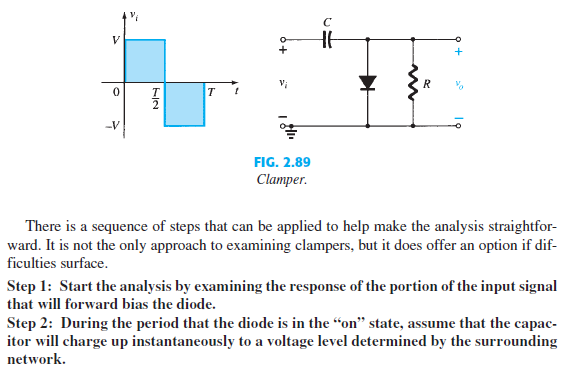 vi
V
0
T/2
T
t
–V
C
+
vi
–
R
+
vo
–
FIG. 2.89
Clamper.
There is a sequence of steps that can be applied to help make the analysis straightfor-
ward. It is not the only approach to examining clampers, but it does offer an option if dif-
ficulties surface.
Step 1: Start the analysis by examining the response of the portion of the input signal
that will forward bias the diode.
Step 2: During the period that the diode is in the “on” state, assume that the capac-
itor will charge up instantaneously to a voltage level determined by the surrounding
network.